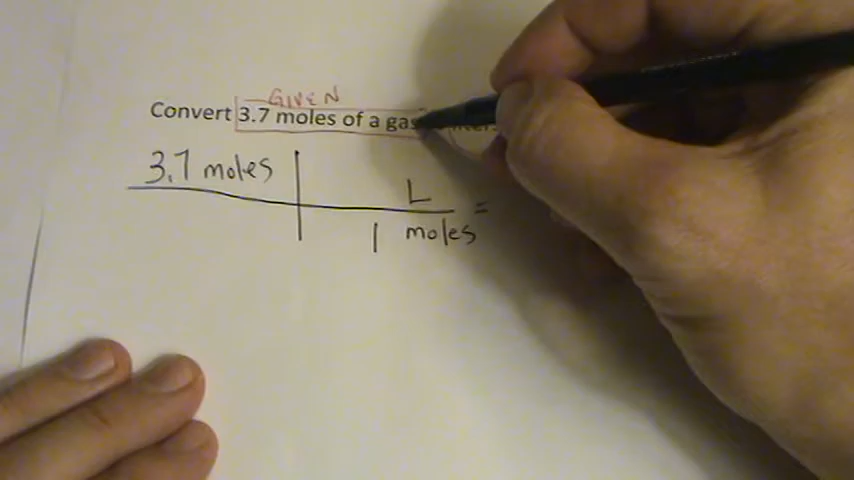 GIVEN
Convert 3.7 moles of a gas
3.7 moles L =
1 moles